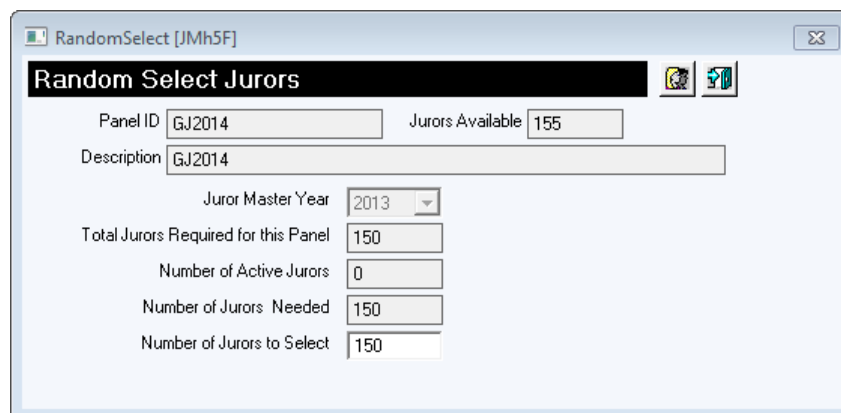 RandomSelect [JMh5F]
Random Select Jurors
Panel ID GJ2014 Jurors Available 155
Description GJ2014
Juror Master Year 2013
Total Jurors Required for this Panel 150
Number of Active Jurors 0
Number of Jurors Needed 150
Number of Jurors to Select 150